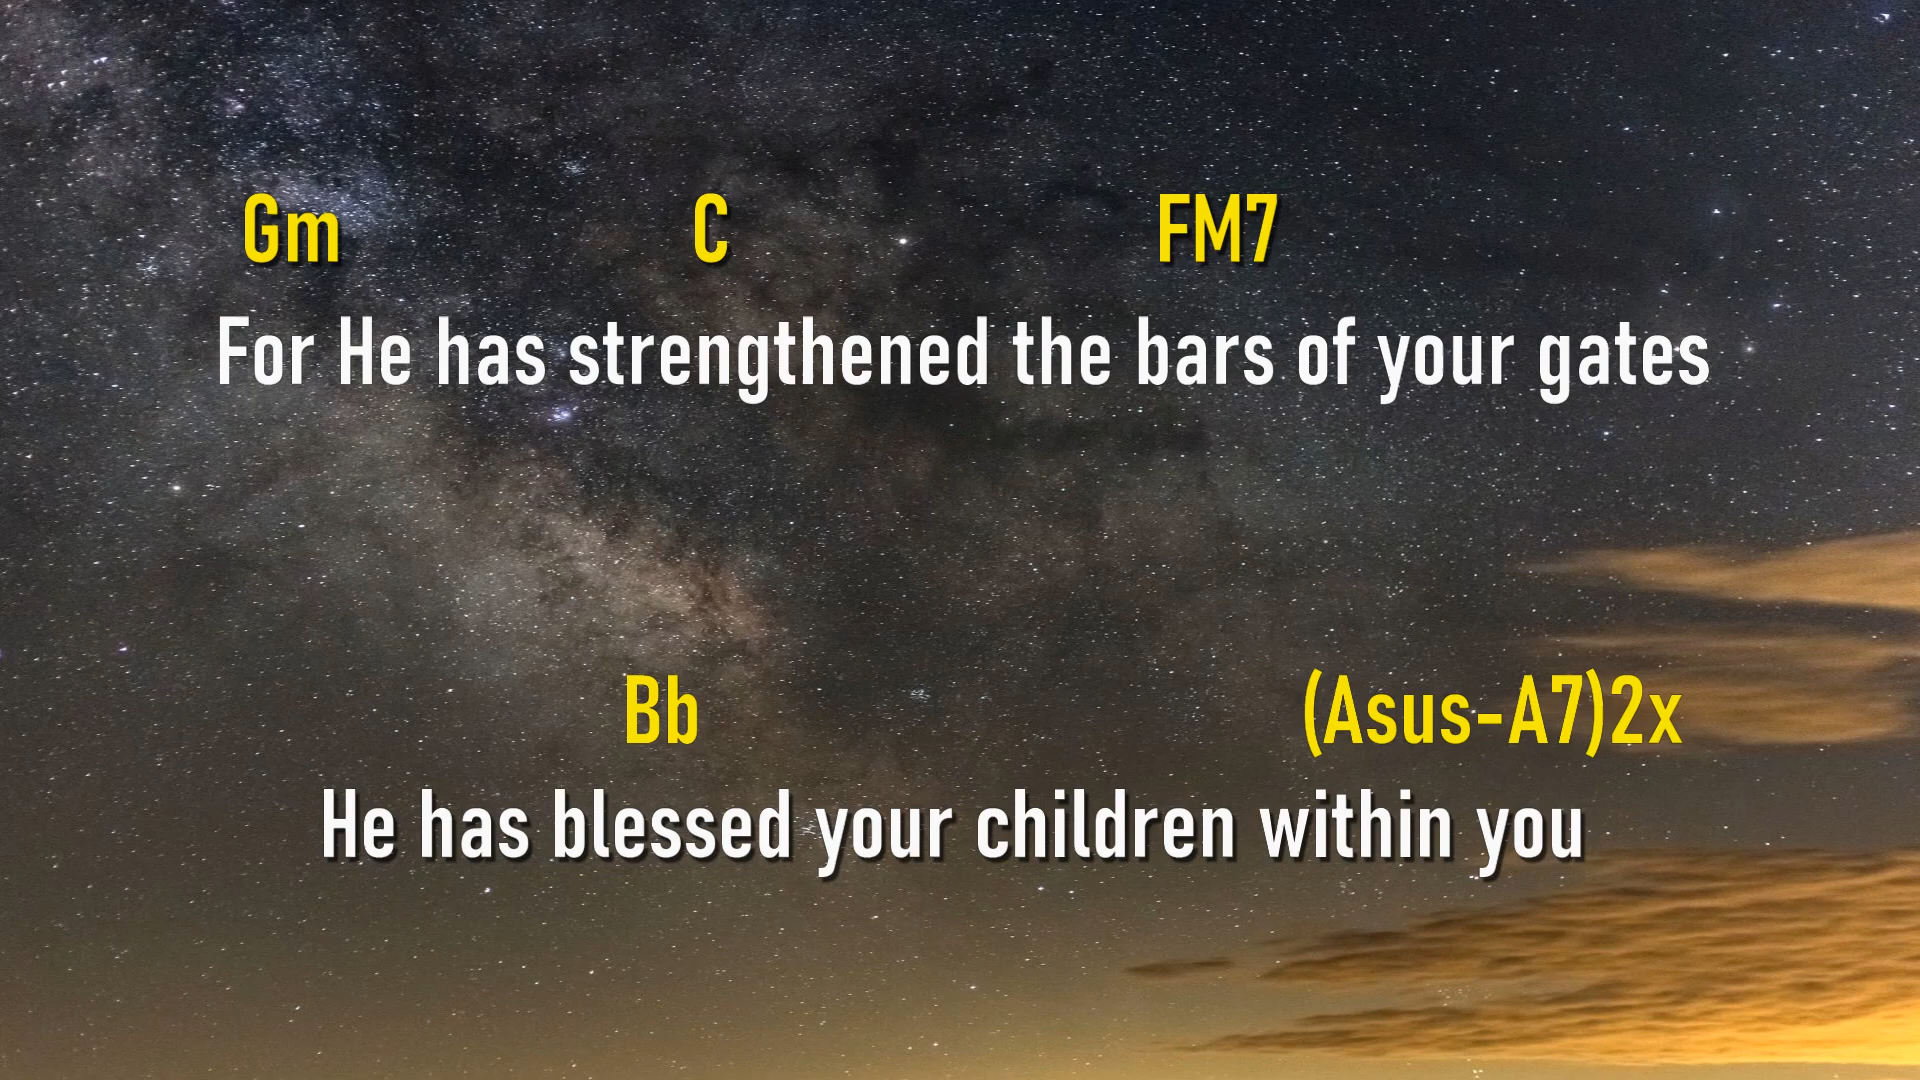 Gm C FM7
For He has strengthened the bars of your gates
Bb (Asus-A7)2x
He has blessed your children within you